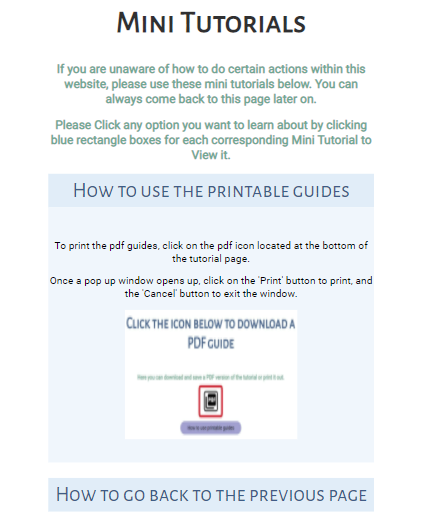 Mini Tutorials
If you are unaware of how to do certain actions within this
website, please use these mini tutorials below. You can
always come back to this page later on.
Please Click any option you want to learn about by clicking
blue rectangle boxes for each corresponding Mini Tutorial to
View it.
How to use the printable guides
To print the pdf guides, click on the pdf icon located at the bottom of
the tutorial page.
Once a pop up window opens up, click on the 'Print' button to print, and
the 'Cancel' button to exit the window.
Click the icon below to download a
PDF guide
Here you can download and save a PDF version of the tutorial or print it out.
PDF
How to use printable guides
How to go back to the previous page